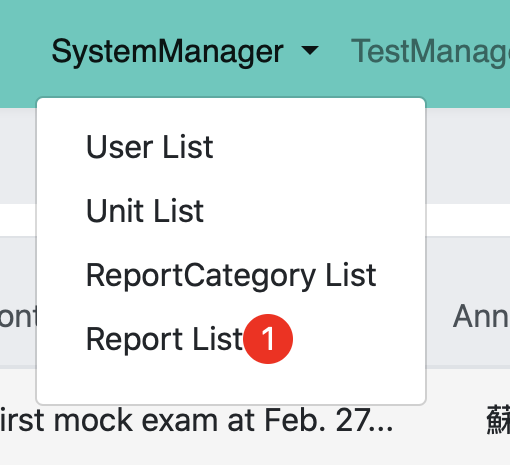 SystemManager TestManag
User List
Unit List
ReportCategory List
ont Ann
Report List 1
irst mock exam at Feb. 27... 蘇